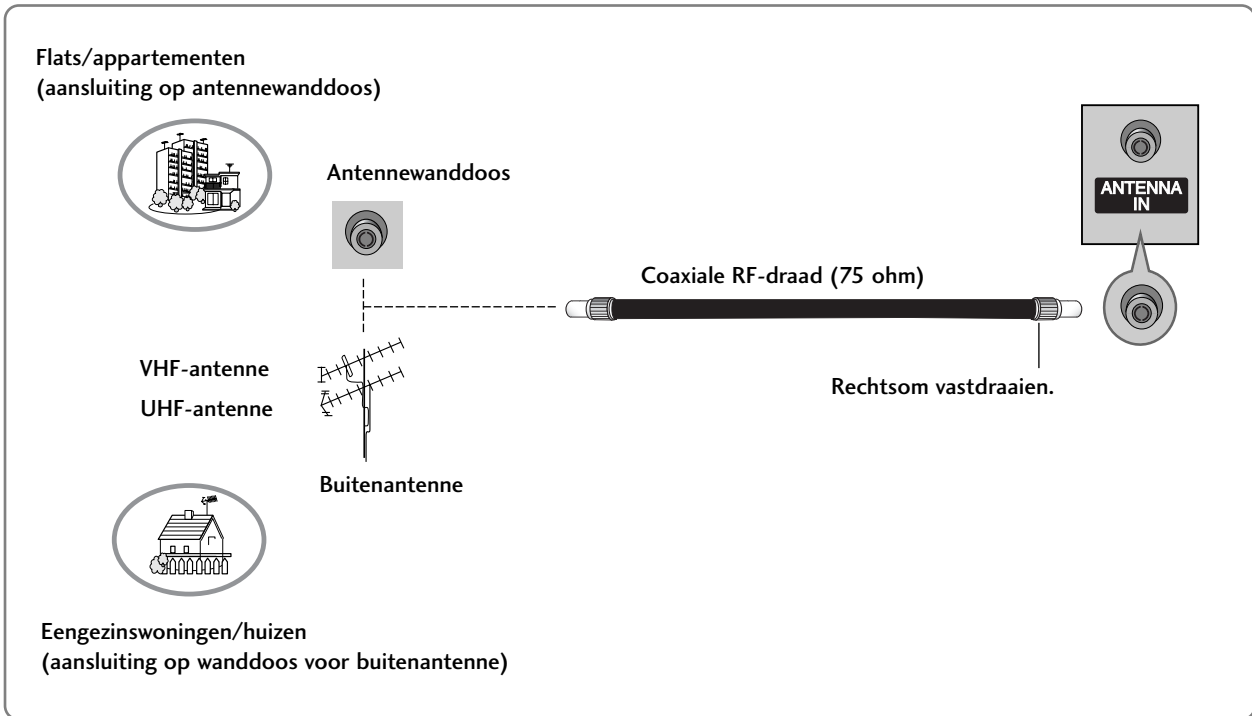 Flats/appartementen
(aansluiting op antennewanddoos)
Antennewanddoos
ANTENNA
IN
Coaxiale RF-draad (75 ohm)
VHF-antenne
Rechtsom vastdraaien.
UHF-antenne
Buitenantenne
Eengezinswoningen/huizen
(aansluiting op wanddoos voor buitenantenne)